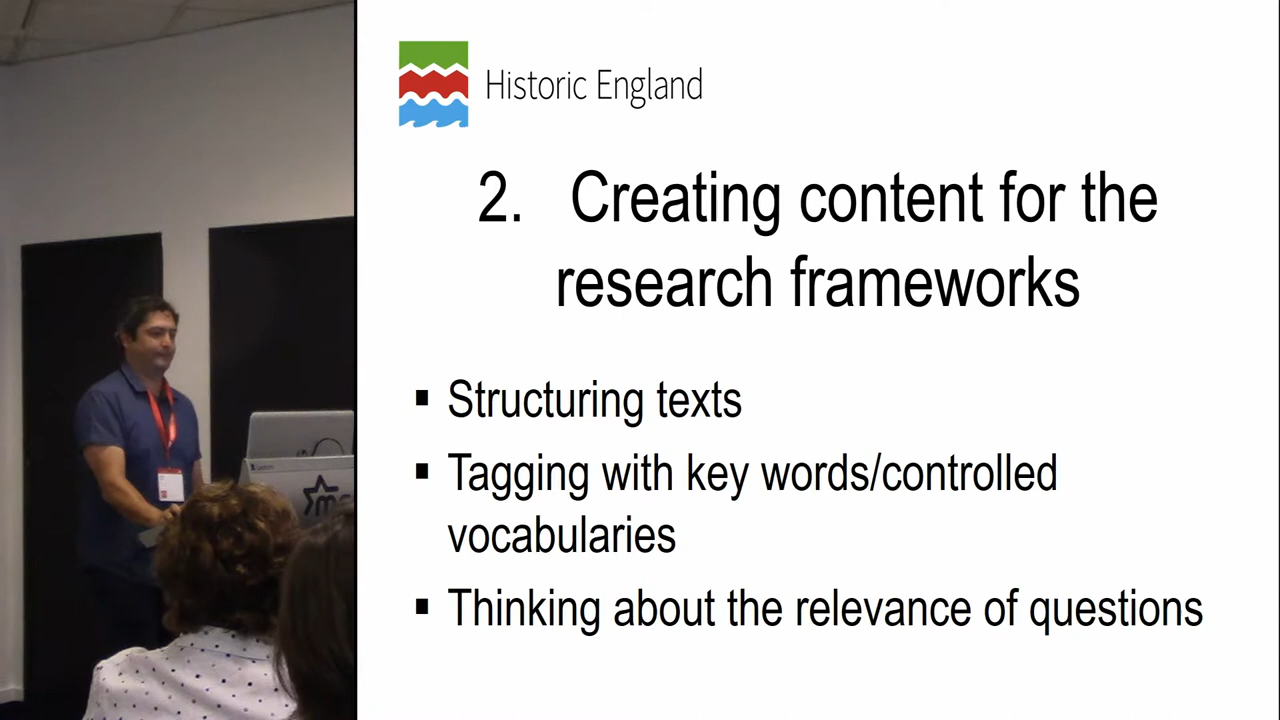 Historic England
2. Creating content for the
research frameworks
▪ Structuring texts
▪ Tagging with key words/controlled
vocabularies
▪ Thinking about the relevance of questions